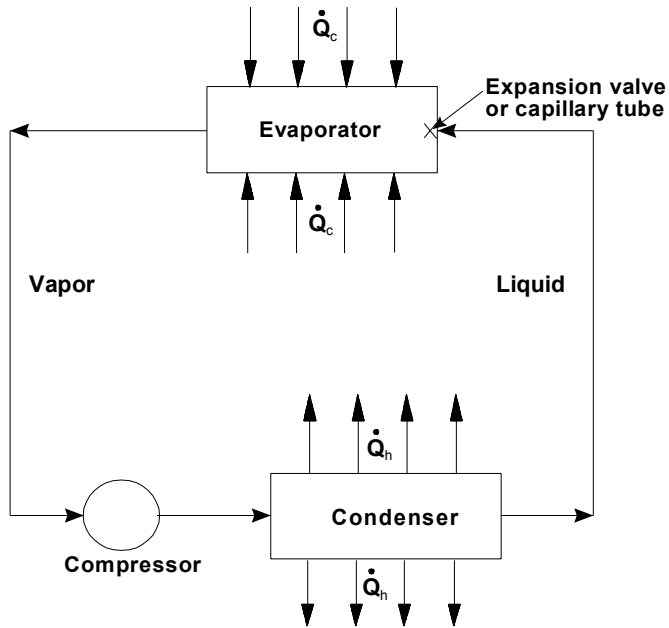 Q̇c
Expansion valve
or capillary tube
Evaporator
Q̇c
Vapor
Liquid
Q̇h
Condenser
Compressor
Q̇h